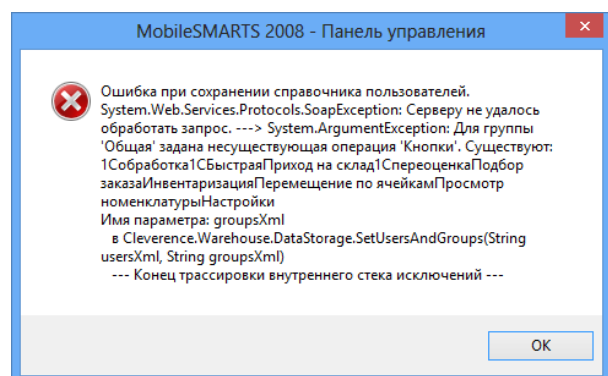 MobileSMARTS 2008 - Панель управления
Ошибка при сохранении справочника пользователей.
System.Web.Services.Protocols.SoapException: Серверу не удалось
обработать запрос. ---> System.ArgumentException: Для группы
'Общая' задана несуществующая операция 'Кнопки'. Существуют:
1Собработка1СБыстраяПриход на склад1СпереоценкаПодбор
заказаИнвентаризацияПеремещение по ячейкамПросмотр
номенклатурыНастройки
Имя параметра: groupsXml
в Cleverence.Warehouse.DataStorage.SetUsersAndGroups(String
usersXml, String groupsXml)
--- Конец трассировки внутреннего стека исключений ---
OK